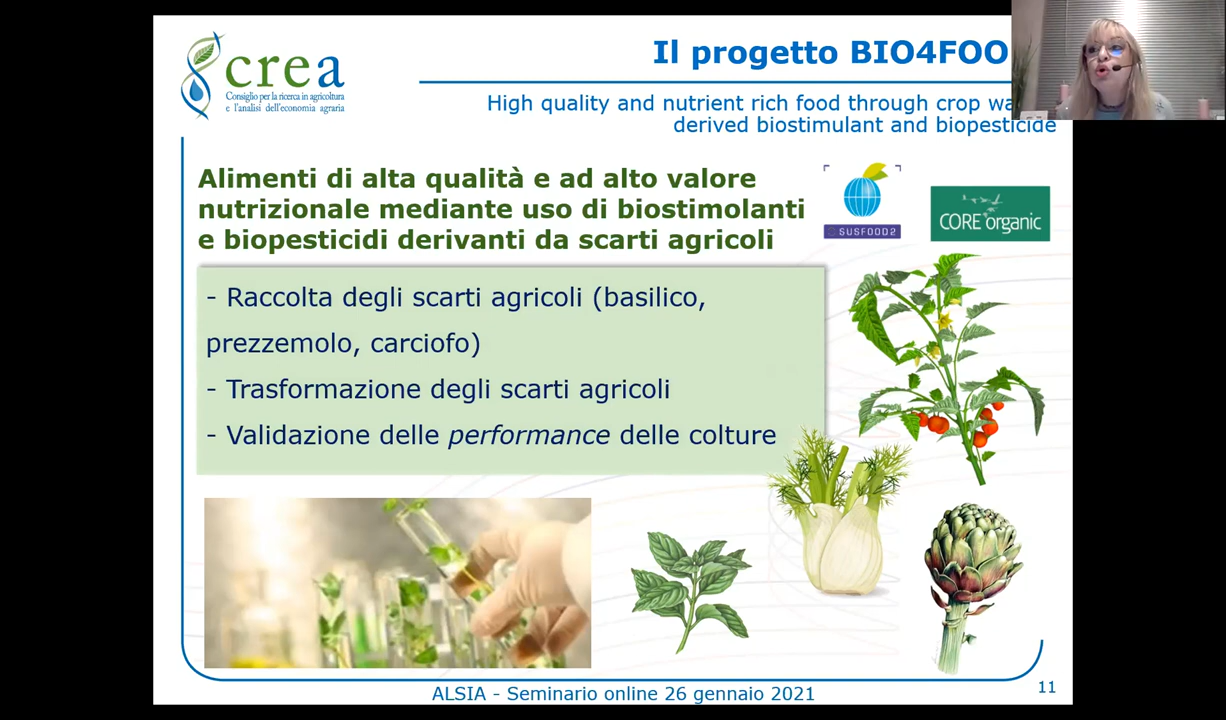 crea
Consiglio per la ricerca in agricoltura
e l'analisi dell'economia agraria
Il progetto BIO4FOO
High quality and nutrient rich food through crop wa
derived biostimulant and biopesticide
Alimenti di alta qualità e ad alto valore
nutrizionale mediante uso di biostimolanti
e biopesticidi derivanti da scarti agricoli
SUSFOOD2
CORE organic
- Raccolta degli scarti agricoli (basilico,
prezzemolo, carciofo)
- Trasformazione degli scarti agricoli
- Validazione delle performance delle colture
ALSIA - Seminario online 26 gennaio 2021
11